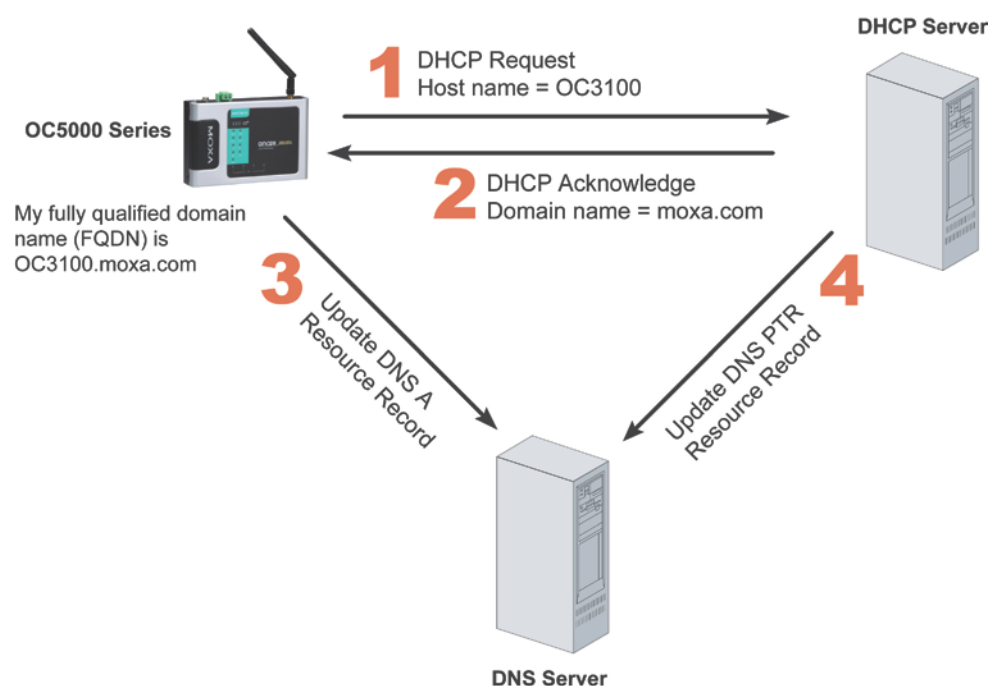 DHCP Server
1
DHCP Request
Host name = OC3100
OC5000 Series
MOXA
2
DHCP Acknowledge
Domain name = moxa.com
My fully qualified domain
name (FQDN) is
OC3100.moxa.com
3
Update DNS A
Resource Record
4
Update DNS PTR
Resource Record
DNS Server